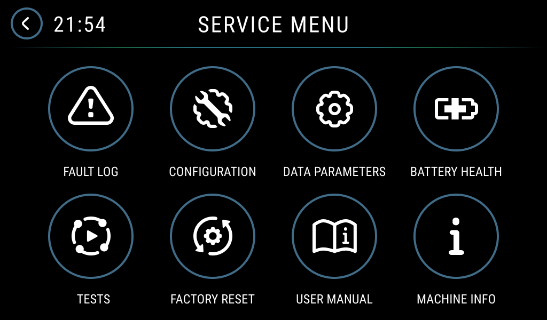 21:54 SERVICE MENU
FAULT LOG CONFIGURATION DATA PARAMETERS BATTERY HEALTH
TESTS FACTORY RESET USER MANUAL MACHINE INFO